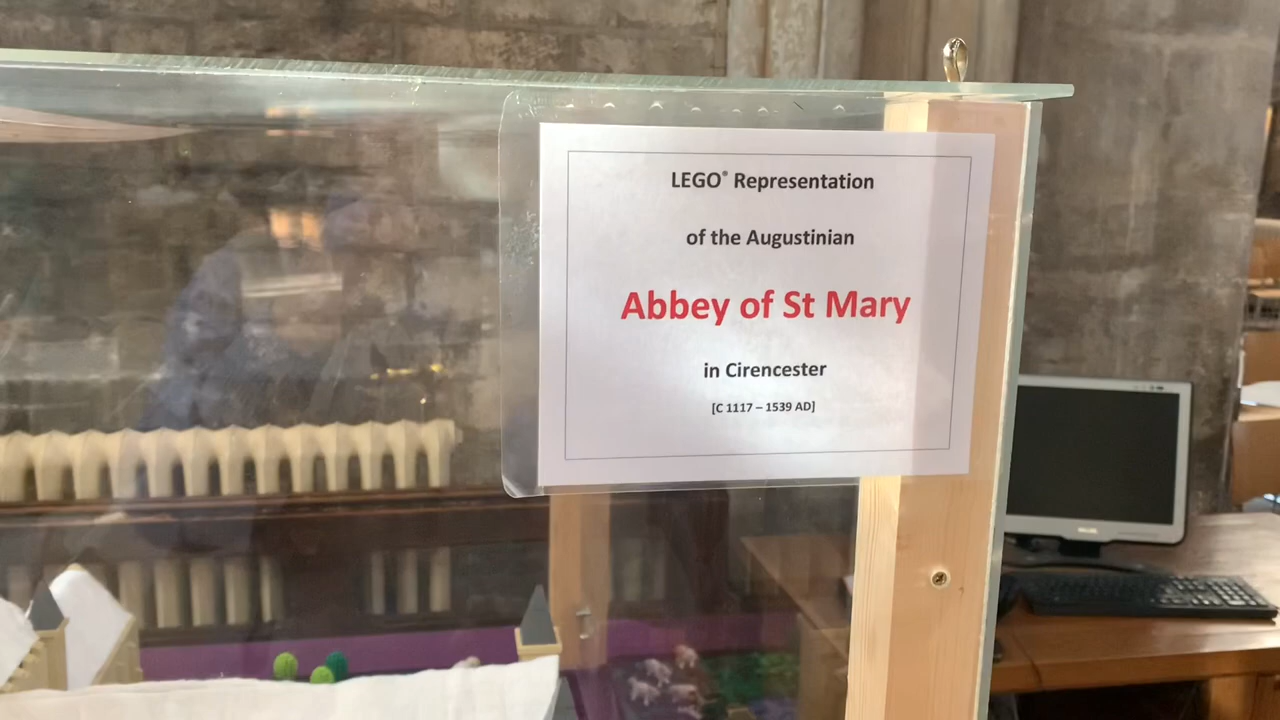 LEGO® Representation
of the Augustinian
Abbey of St Mary
in Cirencester
[C 1117 – 1539 AD]